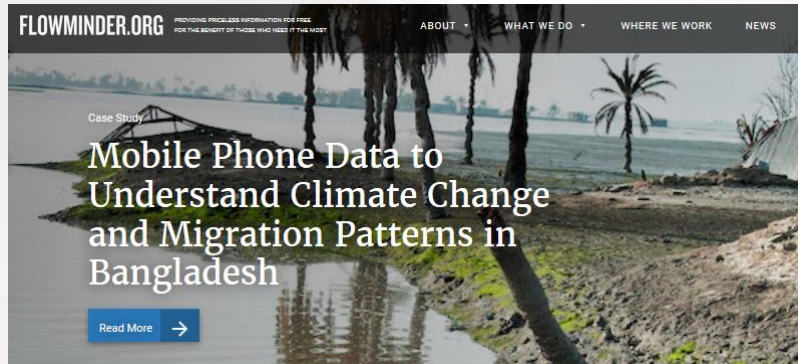 FLOWMINDER.ORG
PROVIDING PRICELESS INFORMATION FOR FREE
FOR THE BENEFIT OF THOSE WHO NEED IT THE MOST
ABOUT
WHAT WE DO
WHERE WE WORK
NEWS
Case Study
Mobile Phone Data to
Understand Climate Change
and Migration Patterns in
Bangladesh
Read More